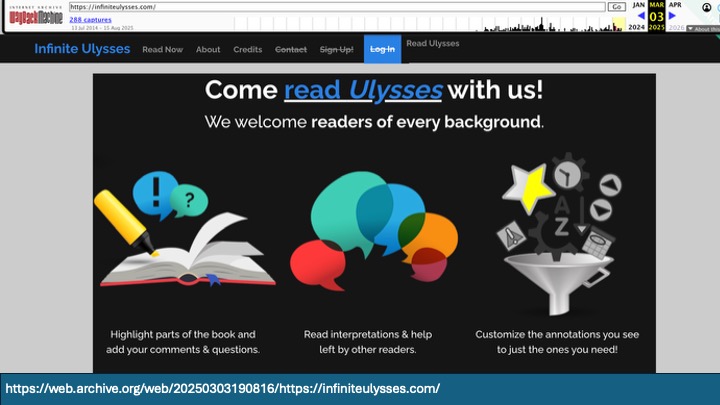 INTERNET ARCHIVE
WayBackMachine
https://infiniteulysses.com/
Go
JAN MAR APR
288 captures
03
11 Jul 2014 – 15 Aug 2025
2024 2025 2026
About this
Infinite Ulysses Read Now About Credits Contact Sign Up! Log In Read Ulysses
Come read Ulysses with us!
We welcome readers of every background.
! ?
A
Z
Highlight parts of the book and
add your comments & questions.
Read interpretations & help
left by other readers.
Customize the annotations you see
to just the ones you need!
https://web.archive.org/web/20250303190816/https://infiniteulysses.com/